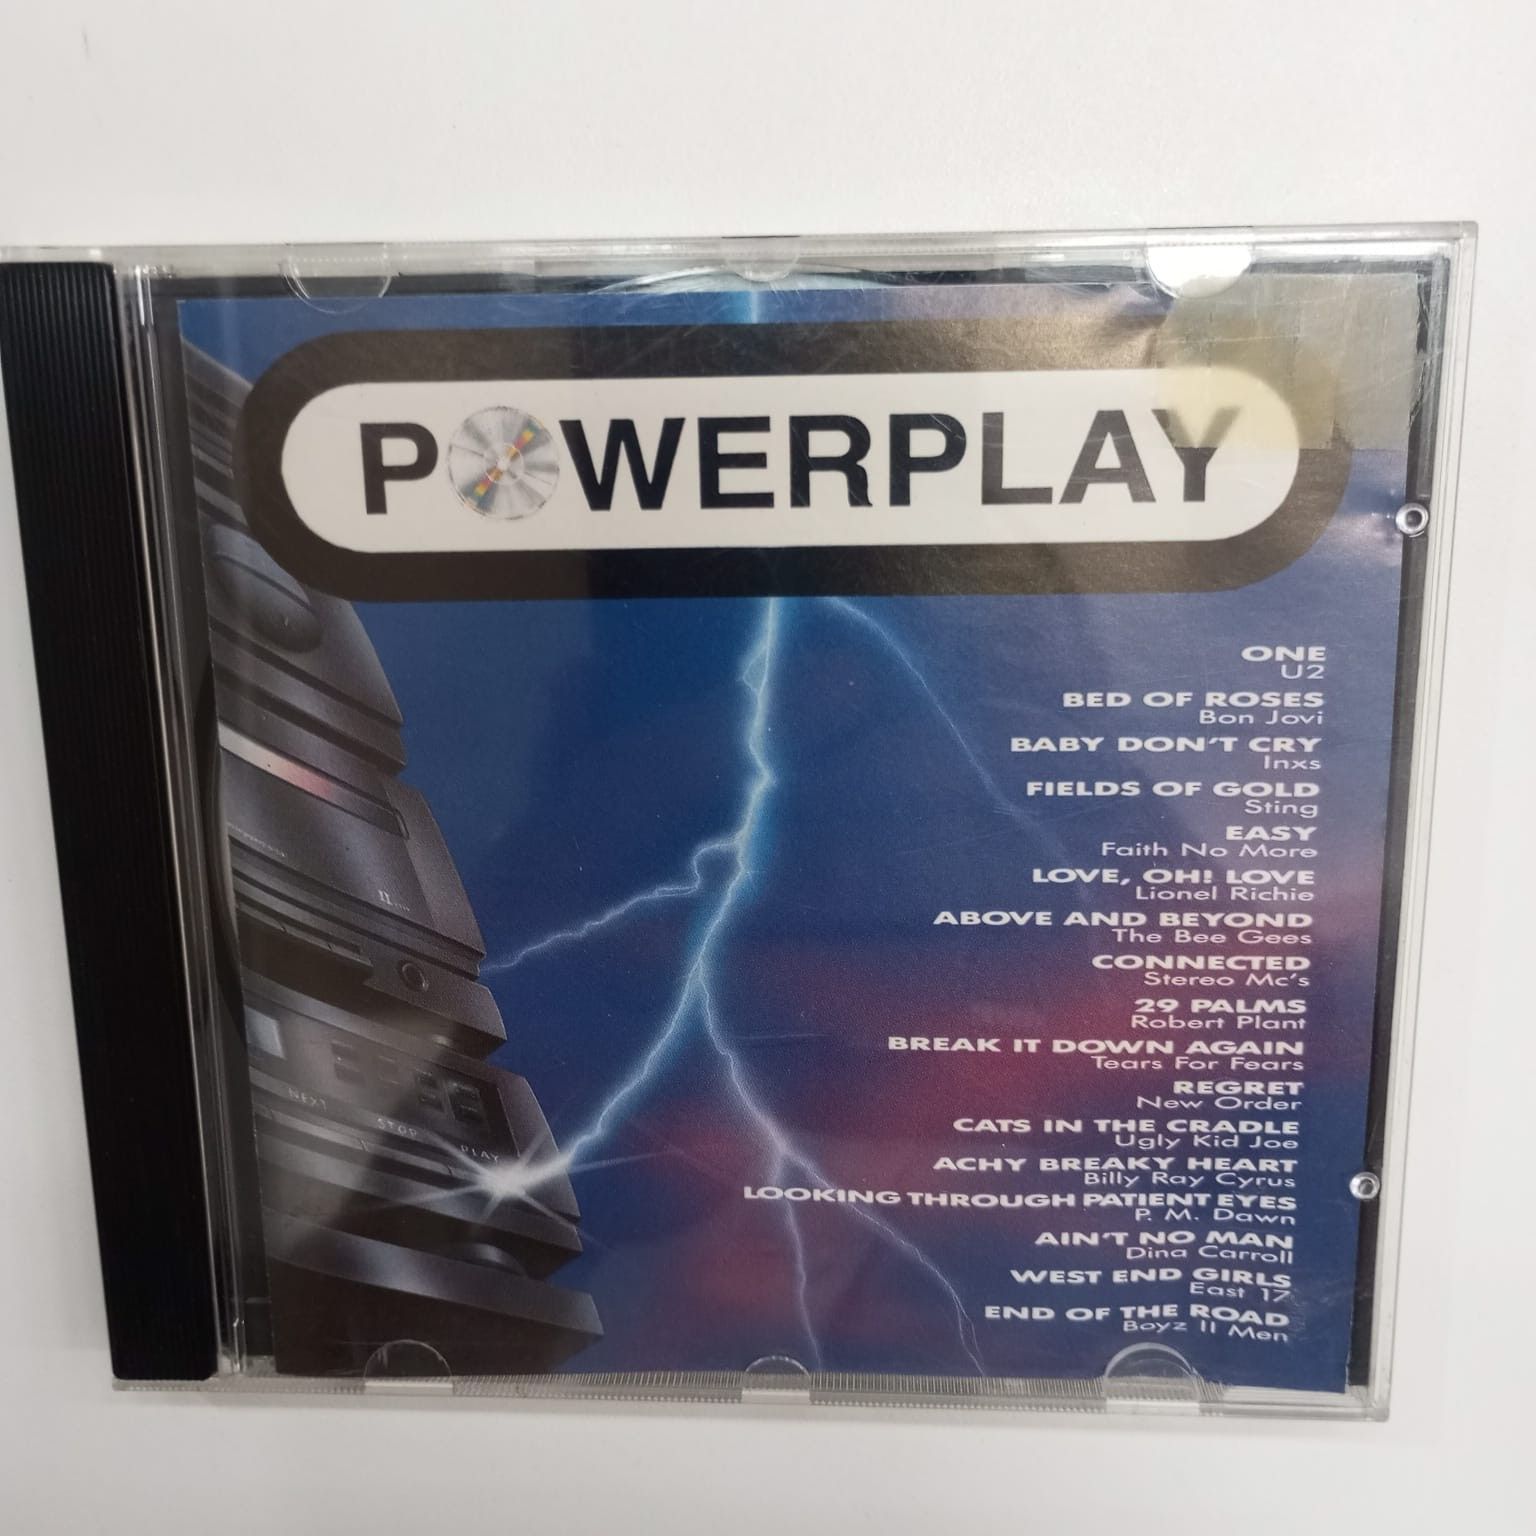 POWERPLAY
ONE
U2
BED OF ROSES
Bon Jovi
BABY DON'T CRY
Inxs
FIELDS OF GOLD
Sting
EASY
Faith No More
LOVE, OH! LOVE
Lionel Richie
ABOVE AND BEYOND
The Bee Gees
CONNECTED
Stereo Mc's
29 PALMS
Robert Plant
BREAK IT DOWN AGAIN
Tears For Fears
REGRET
New Order
CATS IN THE CRADLE
Ugly Kid Joe
ACHY BREAKY HEART
Billy Ray Cyrus
LOOKING THROUGH PATIENT EYES
P. M. Dawn
AIN'T NO MAN
Dina Carroll
WEST END GIRLS
East 17
END OF THE ROAD
Boyz II Men
NEXT
STOP
PLAY